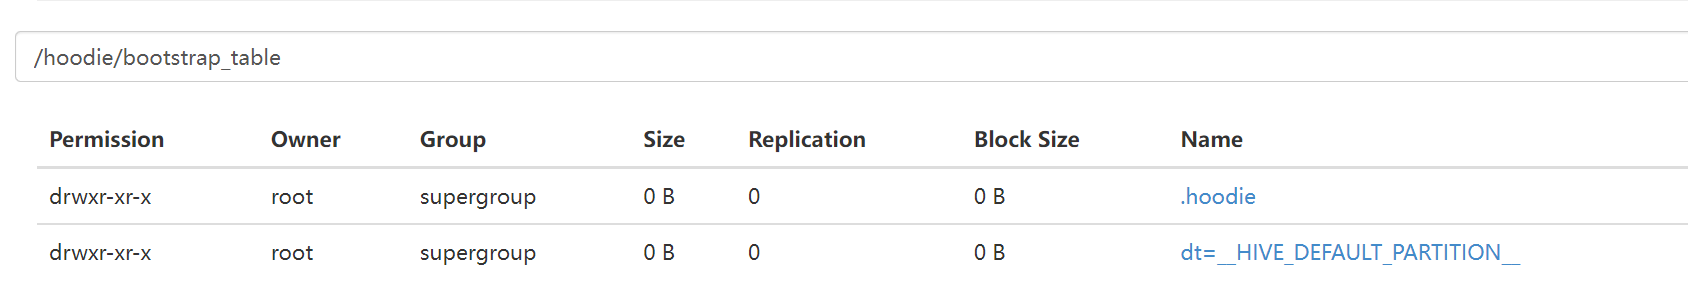 /hoodie/bootstrap_table
Permission Owner Group Size Replication Block Size Name
drwxr-xr-x root supergroup 0 B 0 0 B .hoodie
drwxr-xr-x root supergroup 0 B 0 0 B dt=__HIVE_DEFAULT_PARTITION__